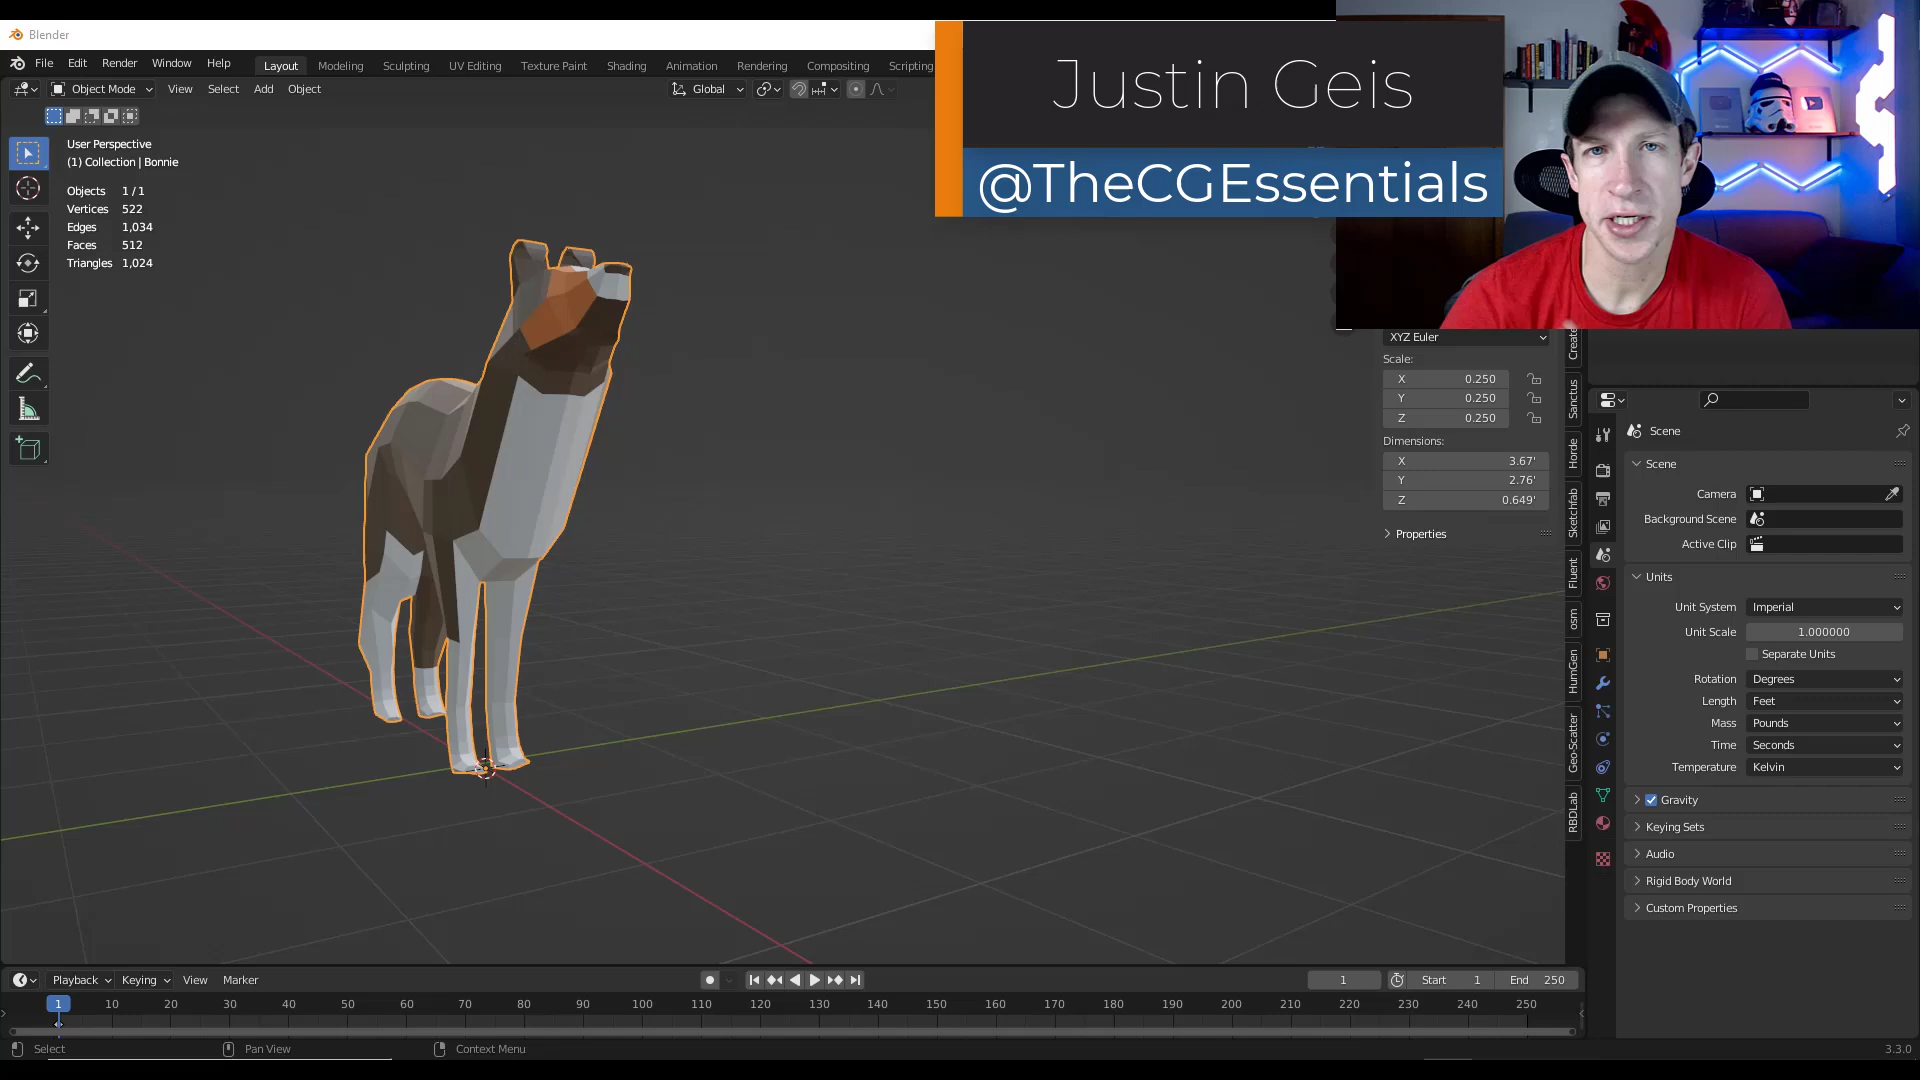 Blender
File Edit Render Window Help
Layout Modeling Sculpting UV Editing Texture Paint Shading Animation Rendering Compositing Scripting
Object Mode View Select Add Object
Global
Justin Geis
@TheCGEssentials
User Perspective
(1) Collection | Bonnie
Objects 1 / 1
Vertices 522
Edges 1,034
Faces 512
Triangles 1,024
XYZ Euler
Scale:
X 0.250
Y 0.250
Z 0.250
Dimensions:
X 3.67'
Y 2.76'
Z 0.649'
Properties
Create
Sanctus
Horde
Sketchfab
Fluent
osm
HumGen
Geo-Scatter
RBDLab
Scene
Scene
Camera
Background Scene
Active Clip
Units
Unit System Imperial
Unit Scale 1.000000
Separate Units
Rotation Degrees
Length Feet
Mass Pounds
Time Seconds
Temperature Kelvin
Gravity
Keying Sets
Audio
Rigid Body World
Custom Properties
Playback Keying View Marker
1 Start 1 End 250
1 10 20 30 40 50 60 70 80 90 100 110 120 130 140 150 160 170 180 190 200 210 220 230 240 250
Select Pan View Context Menu
3.3.0